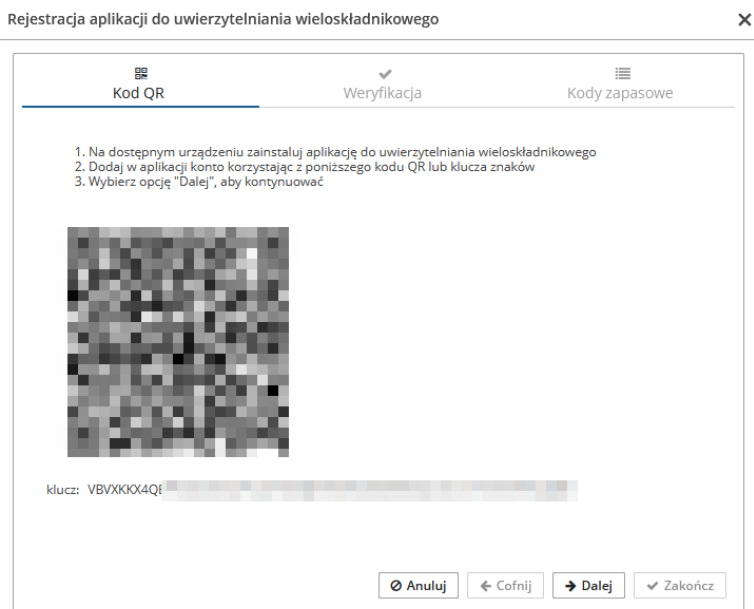 Rejestracja aplikacji do uwierzytelniania wieloskładnikowego
Kod QR
Weryfikacja
Kody zapasowe
1. Na dostępnym urządzeniu zainstaluj aplikację do uwierzytelniania wieloskładnikowego
2. Dodaj w aplikacji konto korzystając z poniższego kodu QR lub klucza znaków
3. Wybierz opcję "Dalej", aby kontynuować
klucz: VBVXKKX4Q
Anuluj
Cofnij
Dalej
Zakończ